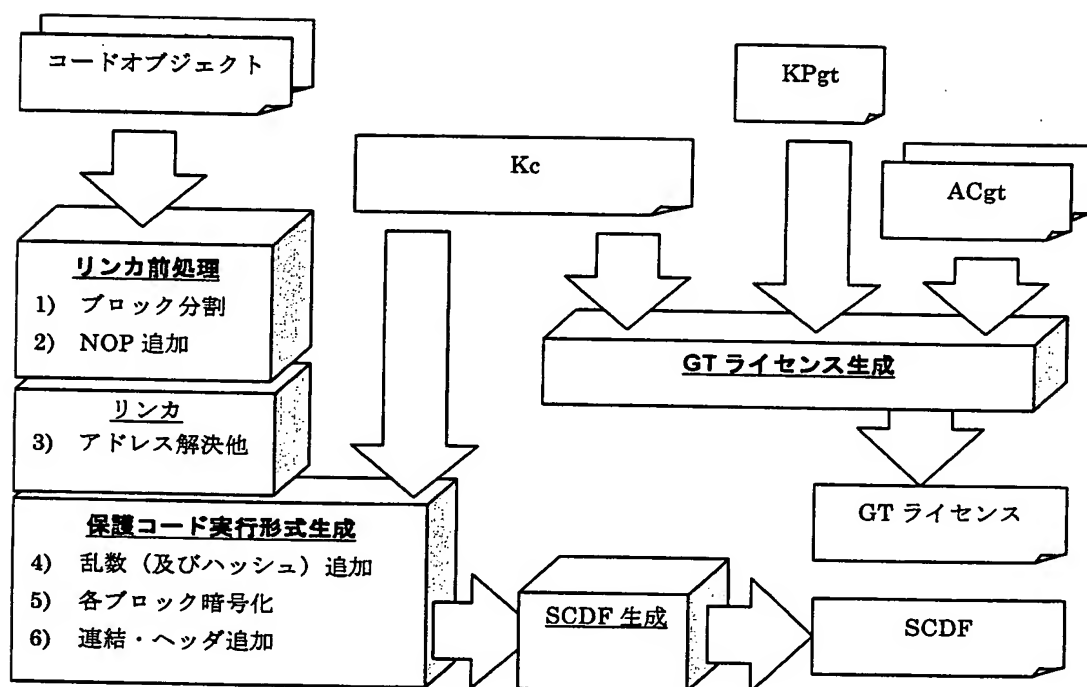 コードオブジェクト
KPgt
Kc
ACgt
リンカ前処理
1) ブロック分割
2) NOP 追加
リンカ
3) アドレス解決他
GT ライセンス生成
保護コード実行形式生成
4) 乱数（及びハッシュ）追加
5) 各ブロック暗号化
6) 連結・ヘッダ追加
SCDF 生成
GT ライセンス
SCDF